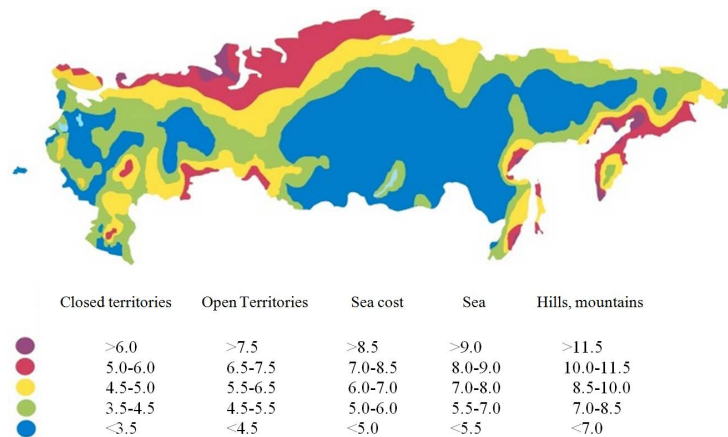 Closed territories Open Territories Sea cost Sea Hills, mountains
>6.0 >7.5 >8.5 >9.0 >11.5
5.0-6.0 6.5-7.5 7.0-8.5 8.0-9.0 10.0-11.5
4.5-5.0 5.5-6.5 6.0-7.0 7.0-8.0 8.5-10.0
3.5-4.5 4.5-5.5 5.0-6.0 5.5-7.0 7.0-8.5
<3.5 <4.5 <5.0 <5.5 <7.0